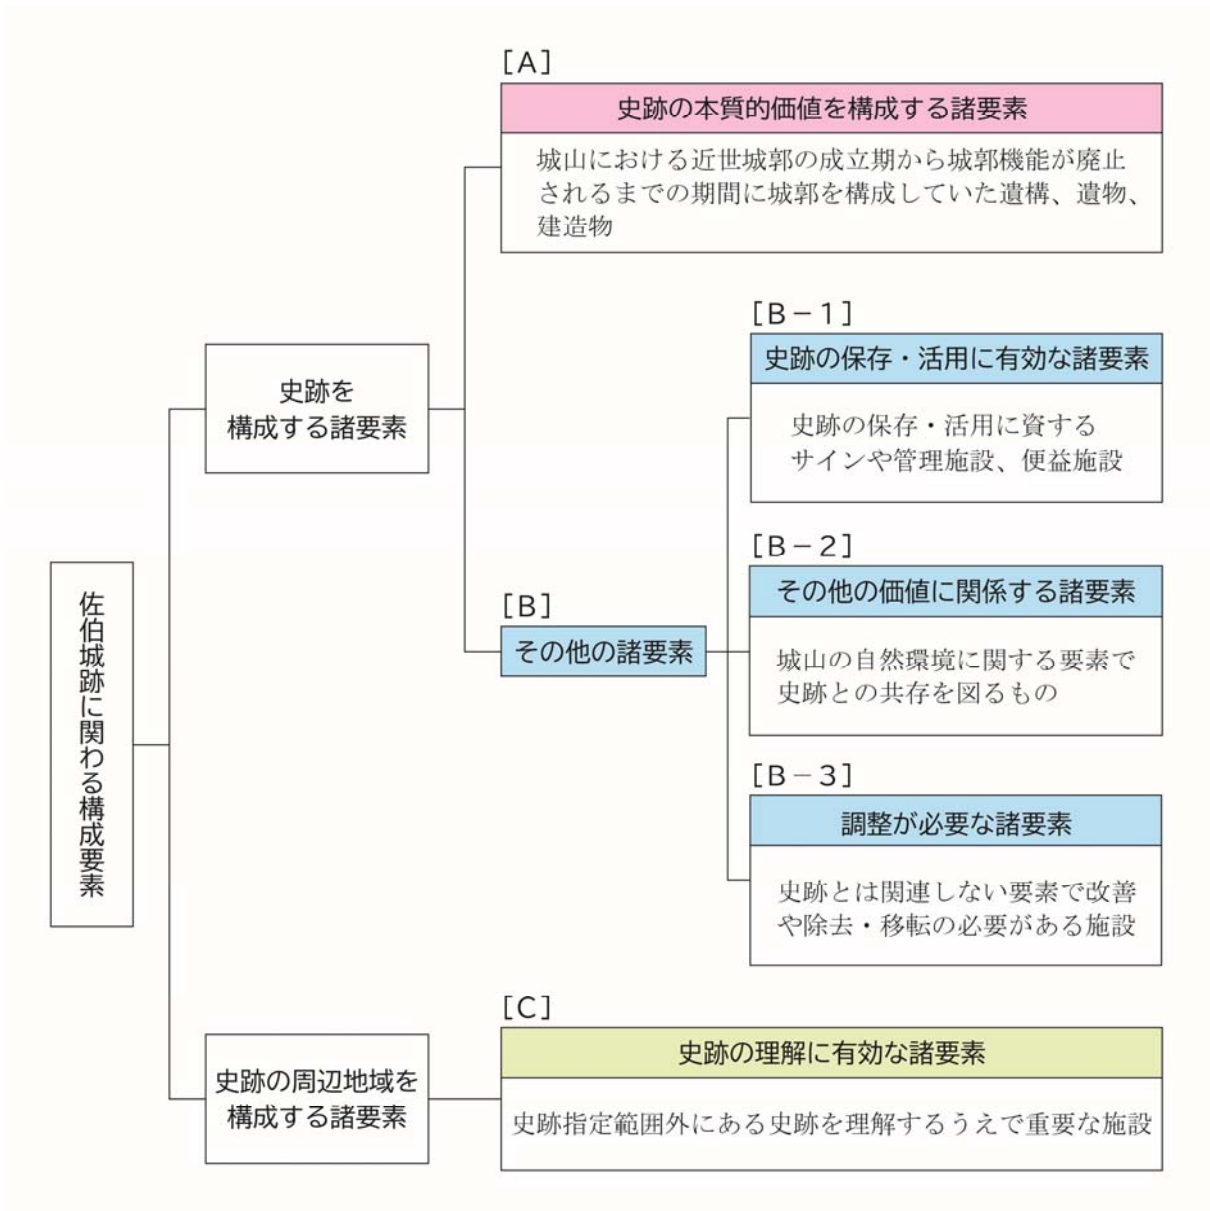 佐伯城跡に関わる構成要素
史跡を
構成する諸要素
[A]
史跡の本質的価値を構成する諸要素
城山における近世城郭の成立期から城郭機能が廃止
されるまでの期間に城郭を構成していた遺構、遺物、
建造物
[B]
その他の諸要素
[B－1]
史跡の保存・活用に有効な諸要素
史跡の保存・活用に資する
サインや管理施設、便益施設
[B－2]
その他の価値に関係する諸要素
城山の自然環境に関する要素で
史跡との共存を図るもの
[B－3]
調整が必要な諸要素
史跡とは関連しない要素で改善
や除去・移転の必要がある施設
史跡の周辺地域を
構成する諸要素
[C]
史跡の理解に有効な諸要素
史跡指定範囲外にある史跡を理解するうえで重要な施設